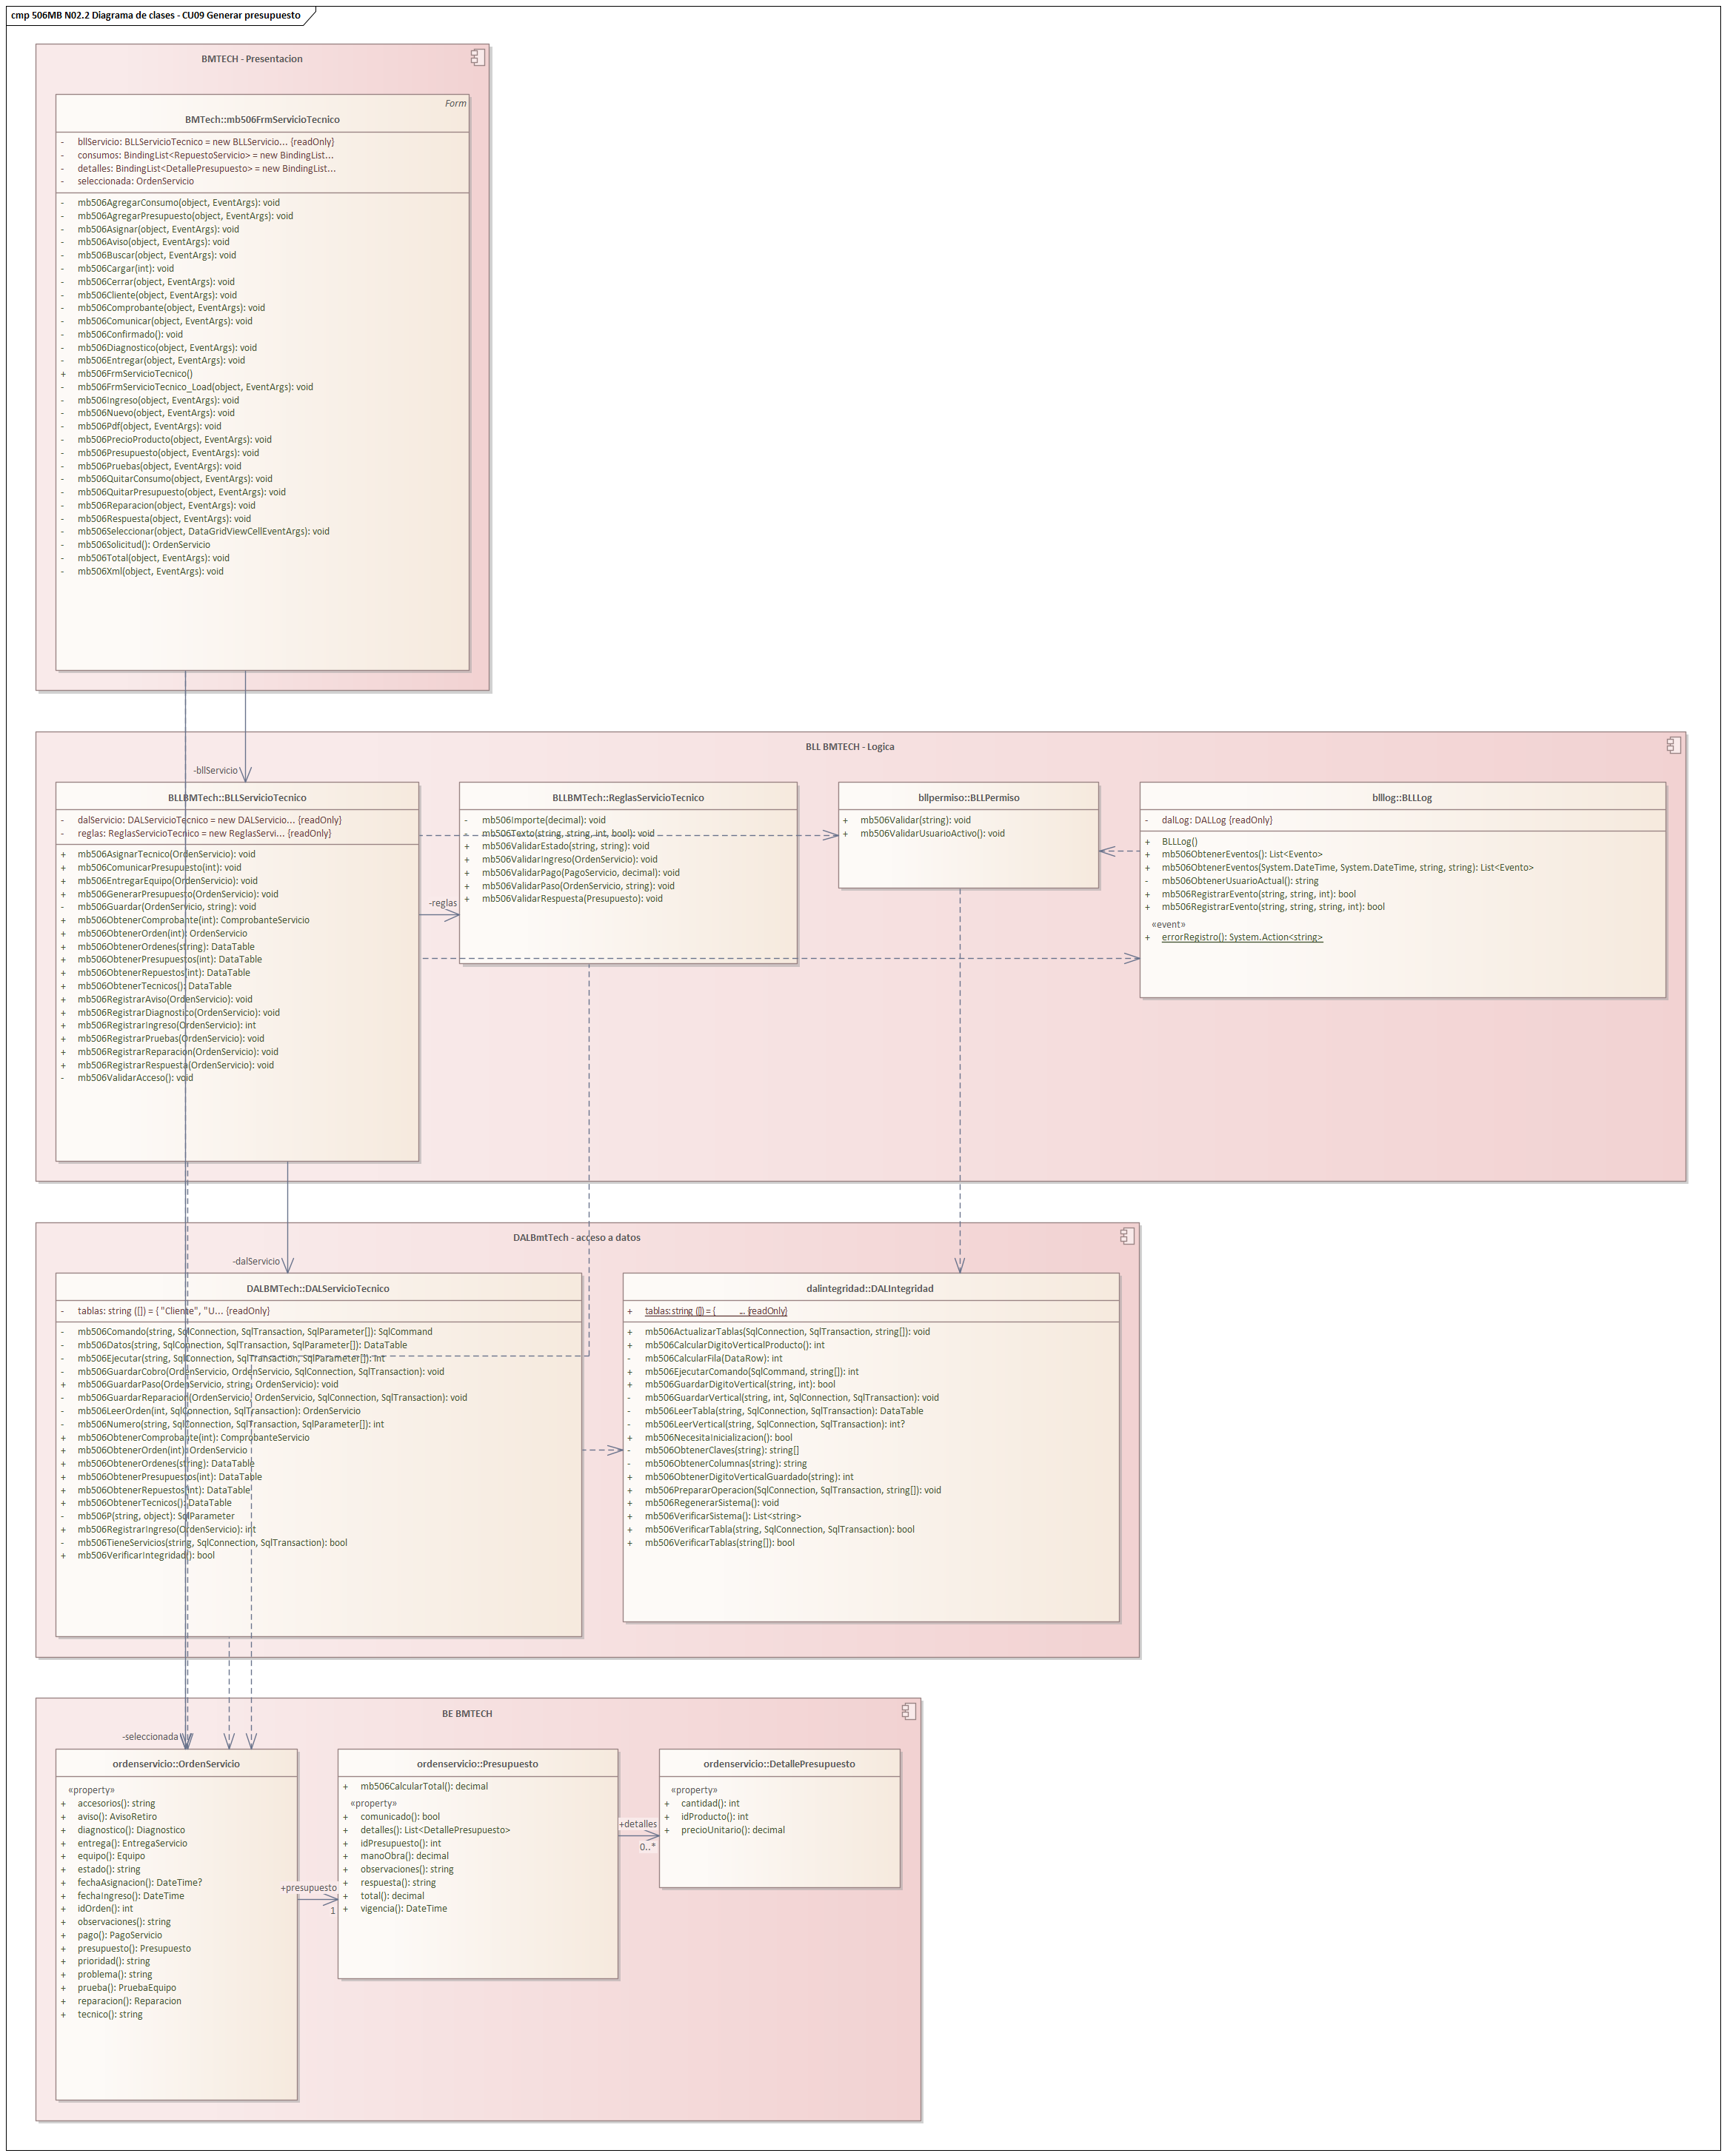 cmp 506MB N02.2 Diagrama de clases - CU09 Generar presupuesto
BMTECH - Presentacion
Form
BMTech::mb506FrmServicioTecnico
- bllServicio: BLLServicioTecnico = new BLLServicio... {readOnly}
- consumos: BindingList<RepuestoServicio> = new BindingList...
- detalles: BindingList<DetallePresupuesto> = new BindingList...
- seleccionada: OrdenServicio
- mb506AgregarConsumo(object, EventArgs): void
- mb506AgregarPresupuesto(object, EventArgs): void
- mb506Asignar(object, EventArgs): void
- mb506Aviso(object, EventArgs): void
- mb506Buscar(object, EventArgs): void
- mb506Cargar(int): void
- mb506Cerrar(object, EventArgs): void
- mb506Cliente(object, EventArgs): void
- mb506Comprobante(object, EventArgs): void
- mb506Comunicar(object, EventArgs): void
- mb506Confirmado(): void
- mb506Diagnostico(object, EventArgs): void
- mb506Entregar(object, EventArgs): void
+ mb506FrmServicioTecnico()
- mb506FrmServicioTecnico_Load(object, EventArgs): void
- mb506Ingreso(object, EventArgs): void
- mb506Nuevo(object, EventArgs): void
- mb506Pdf(object, EventArgs): void
- mb506PrecioProducto(object, EventArgs): void
- mb506Presupuesto(object, EventArgs): void
- mb506Pruebas(object, EventArgs): void
- mb506QuitarConsumo(object, EventArgs): void
- mb506QuitarPresupuesto(object, EventArgs): void
- mb506Reparacion(object, EventArgs): void
- mb506Respuesta(object, EventArgs): void
- mb506Seleccionar(object, DataGridViewCellEventArgs): void
- mb506Solicitud(): OrdenServicio
- mb506Total(object, EventArgs): void
- mb506Xml(object, EventArgs): void
BLL BMTECH - Logica
-bllServicio
BLLBMTech::BLLServicioTecnico
- dalServicio: DALServicioTecnico = new DALServicio... {readOnly}
- reglas: ReglasServicioTecnico = new ReglasServi... {readOnly}
+ mb506AsignarTecnico(OrdenServicio): void
+ mb506ComunicarPresupuesto(int): void
+ mb506EntregarEquipo(OrdenServicio): void
+ mb506GenerarPresupuesto(OrdenServicio): void
- mb506Guardar(OrdenServicio, string): void
+ mb506ObtenerComprobante(int): ComprobanteServicio
+ mb506ObtenerOrden(int): OrdenServicio
+ mb506ObtenerOrdenes(string): DataTable
+ mb506ObtenerPresupuestos(int): DataTable
+ mb506ObtenerRepuestos(int): DataTable
+ mb506ObtenerTecnicos(): DataTable
+ mb506RegistrarAviso(OrdenServicio): void
+ mb506RegistrarDiagnostico(OrdenServicio): void
+ mb506RegistrarIngreso(OrdenServicio): int
+ mb506RegistrarPruebas(OrdenServicio): void
+ mb506RegistrarReparacion(OrdenServicio): void
+ mb506RegistrarRespuesta(OrdenServicio): void
- mb506ValidarAcceso(): void
-reglas
BLLBMTech::ReglasServicioTecnico
- mb506Importe(decimal): void
- mb506Texto(string, string, int, bool): void
+ mb506ValidarEstado(string, string): void
+ mb506ValidarIngreso(OrdenServicio): void
+ mb506ValidarPago(PagoServicio, decimal): void
+ mb506ValidarPaso(OrdenServicio, string): void
+ mb506ValidarRespuesta(Presupuesto): void
bllpermiso::BLLPermiso
+ mb506Validar(string): void
+ mb506ValidarUsuarioActivo(): void
blllog::BLLLog
- dalLog: DALLog {readOnly}
+ BLLLog()
+ mb506ObtenerEventos(): List<Evento>
+ mb506ObtenerEventos(System.DateTime, System.DateTime, string, string): List<Evento>
- mb506ObtenerUsuarioActual(): string
+ mb506RegistrarEvento(string, string, int): bool
+ mb506RegistrarEvento(string, string, string, int): bool
«event»
+ errorRegistro(): System.Action<string>
DALBmtTech - acceso a datos
-dalServicio
DALBMTech::DALServicioTecnico
- tablas: string ([]) = { "Cliente", "U... {readOnly}
- mb506Comando(string, SqlConnection, SqlTransaction, SqlParameter[]): SqlCommand
- mb506Datos(string, SqlConnection, SqlTransaction, SqlParameter[]): DataTable
- mb506Ejecutar(string, SqlConnection, SqlTransaction, SqlParameter[]): int
- mb506GuardarCobro(OrdenServicio, OrdenServicio, SqlConnection, SqlTransaction): void
+ mb506GuardarPaso(OrdenServicio, string, OrdenServicio): void
- mb506GuardarReparacion(OrdenServicio, OrdenServicio, SqlConnection, SqlTransaction): void
- mb506LeerOrden(int, SqlConnection, SqlTransaction): OrdenServicio
- mb506Numero(string, SqlConnection, SqlTransaction, SqlParameter[]): int
+ mb506ObtenerComprobante(int): ComprobanteServicio
+ mb506ObtenerOrden(int): OrdenServicio
+ mb506ObtenerOrdenes(string): DataTable
+ mb506ObtenerPresupuestos(int): DataTable
+ mb506ObtenerRepuestos(int): DataTable
+ mb506ObtenerTecnicos(): DataTable
- mb506P(string, object): SqlParameter
+ mb506RegistrarIngreso(OrdenServicio): int
- mb506TieneServicios(string, SqlConnection, SqlTransaction): bool
+ mb506VerificarIntegridad(): bool
dalintegridad::DALIntegridad
+ tablas: string ([]) = { ... {readOnly}
+ mb506ActualizarTablas(SqlConnection, SqlTransaction, string[]): void
+ mb506CalcularDigitoVerticalProducto(): int
- mb506CalcularFila(DataRow): int
+ mb506EjecutarComando(SqlCommand, string[]): int
+ mb506GuardarDigitoVertical(string, int): bool
- mb506GuardarVertical(string, int, SqlConnection, SqlTransaction): void
- mb506LeerTabla(string, SqlConnection, SqlTransaction): DataTable
- mb506LeerVertical(string, SqlConnection, SqlTransaction): int?
+ mb506NecesitaInicializacion(): bool
- mb506ObtenerClaves(string): string[]
- mb506ObtenerColumnas(string): string
+ mb506ObtenerDigitoVerticalGuardado(string): int
+ mb506PrepararOperacion(SqlConnection, SqlTransaction, string[]): void
+ mb506RegenerarSistema(): void
+ mb506VerificarSistema(): List<string>
+ mb506VerificarTabla(string, SqlConnection, SqlTransaction): bool
+ mb506VerificarTablas(string[]): bool
BE BMTECH
-seleccionada
ordenservicio::OrdenServicio
«property»
+ accesorios(): string
+ aviso(): AvisoRetiro
+ diagnostico(): Diagnostico
+ entrega(): EntregaServicio
+ equipo(): Equipo
+ estado(): string
+ fechaAsignacion(): DateTime?
+ fechaIngreso(): DateTime
+ idOrden(): int
+ observaciones(): string
+ pago(): PagoServicio
+ presupuesto(): Presupuesto
+ prioridad(): string
+ problema(): string
+ prueba(): PruebaEquipo
+ reparacion(): Reparacion
+ tecnico(): string
+presupuesto
1
ordenservicio::Presupuesto
+ mb506CalcularTotal(): decimal
«property»
+ comunicado(): bool
+ detalles(): List<DetallePresupuesto>
+ idPresupuesto(): int
+ manoObra(): decimal
+ observaciones(): string
+ respuesta(): string
+ total(): decimal
+ vigencia(): DateTime
+detalles
0..*
ordenservicio::DetallePresupuesto
«property»
+ cantidad(): int
+ idProducto(): int
+ precioUnitario(): decimal